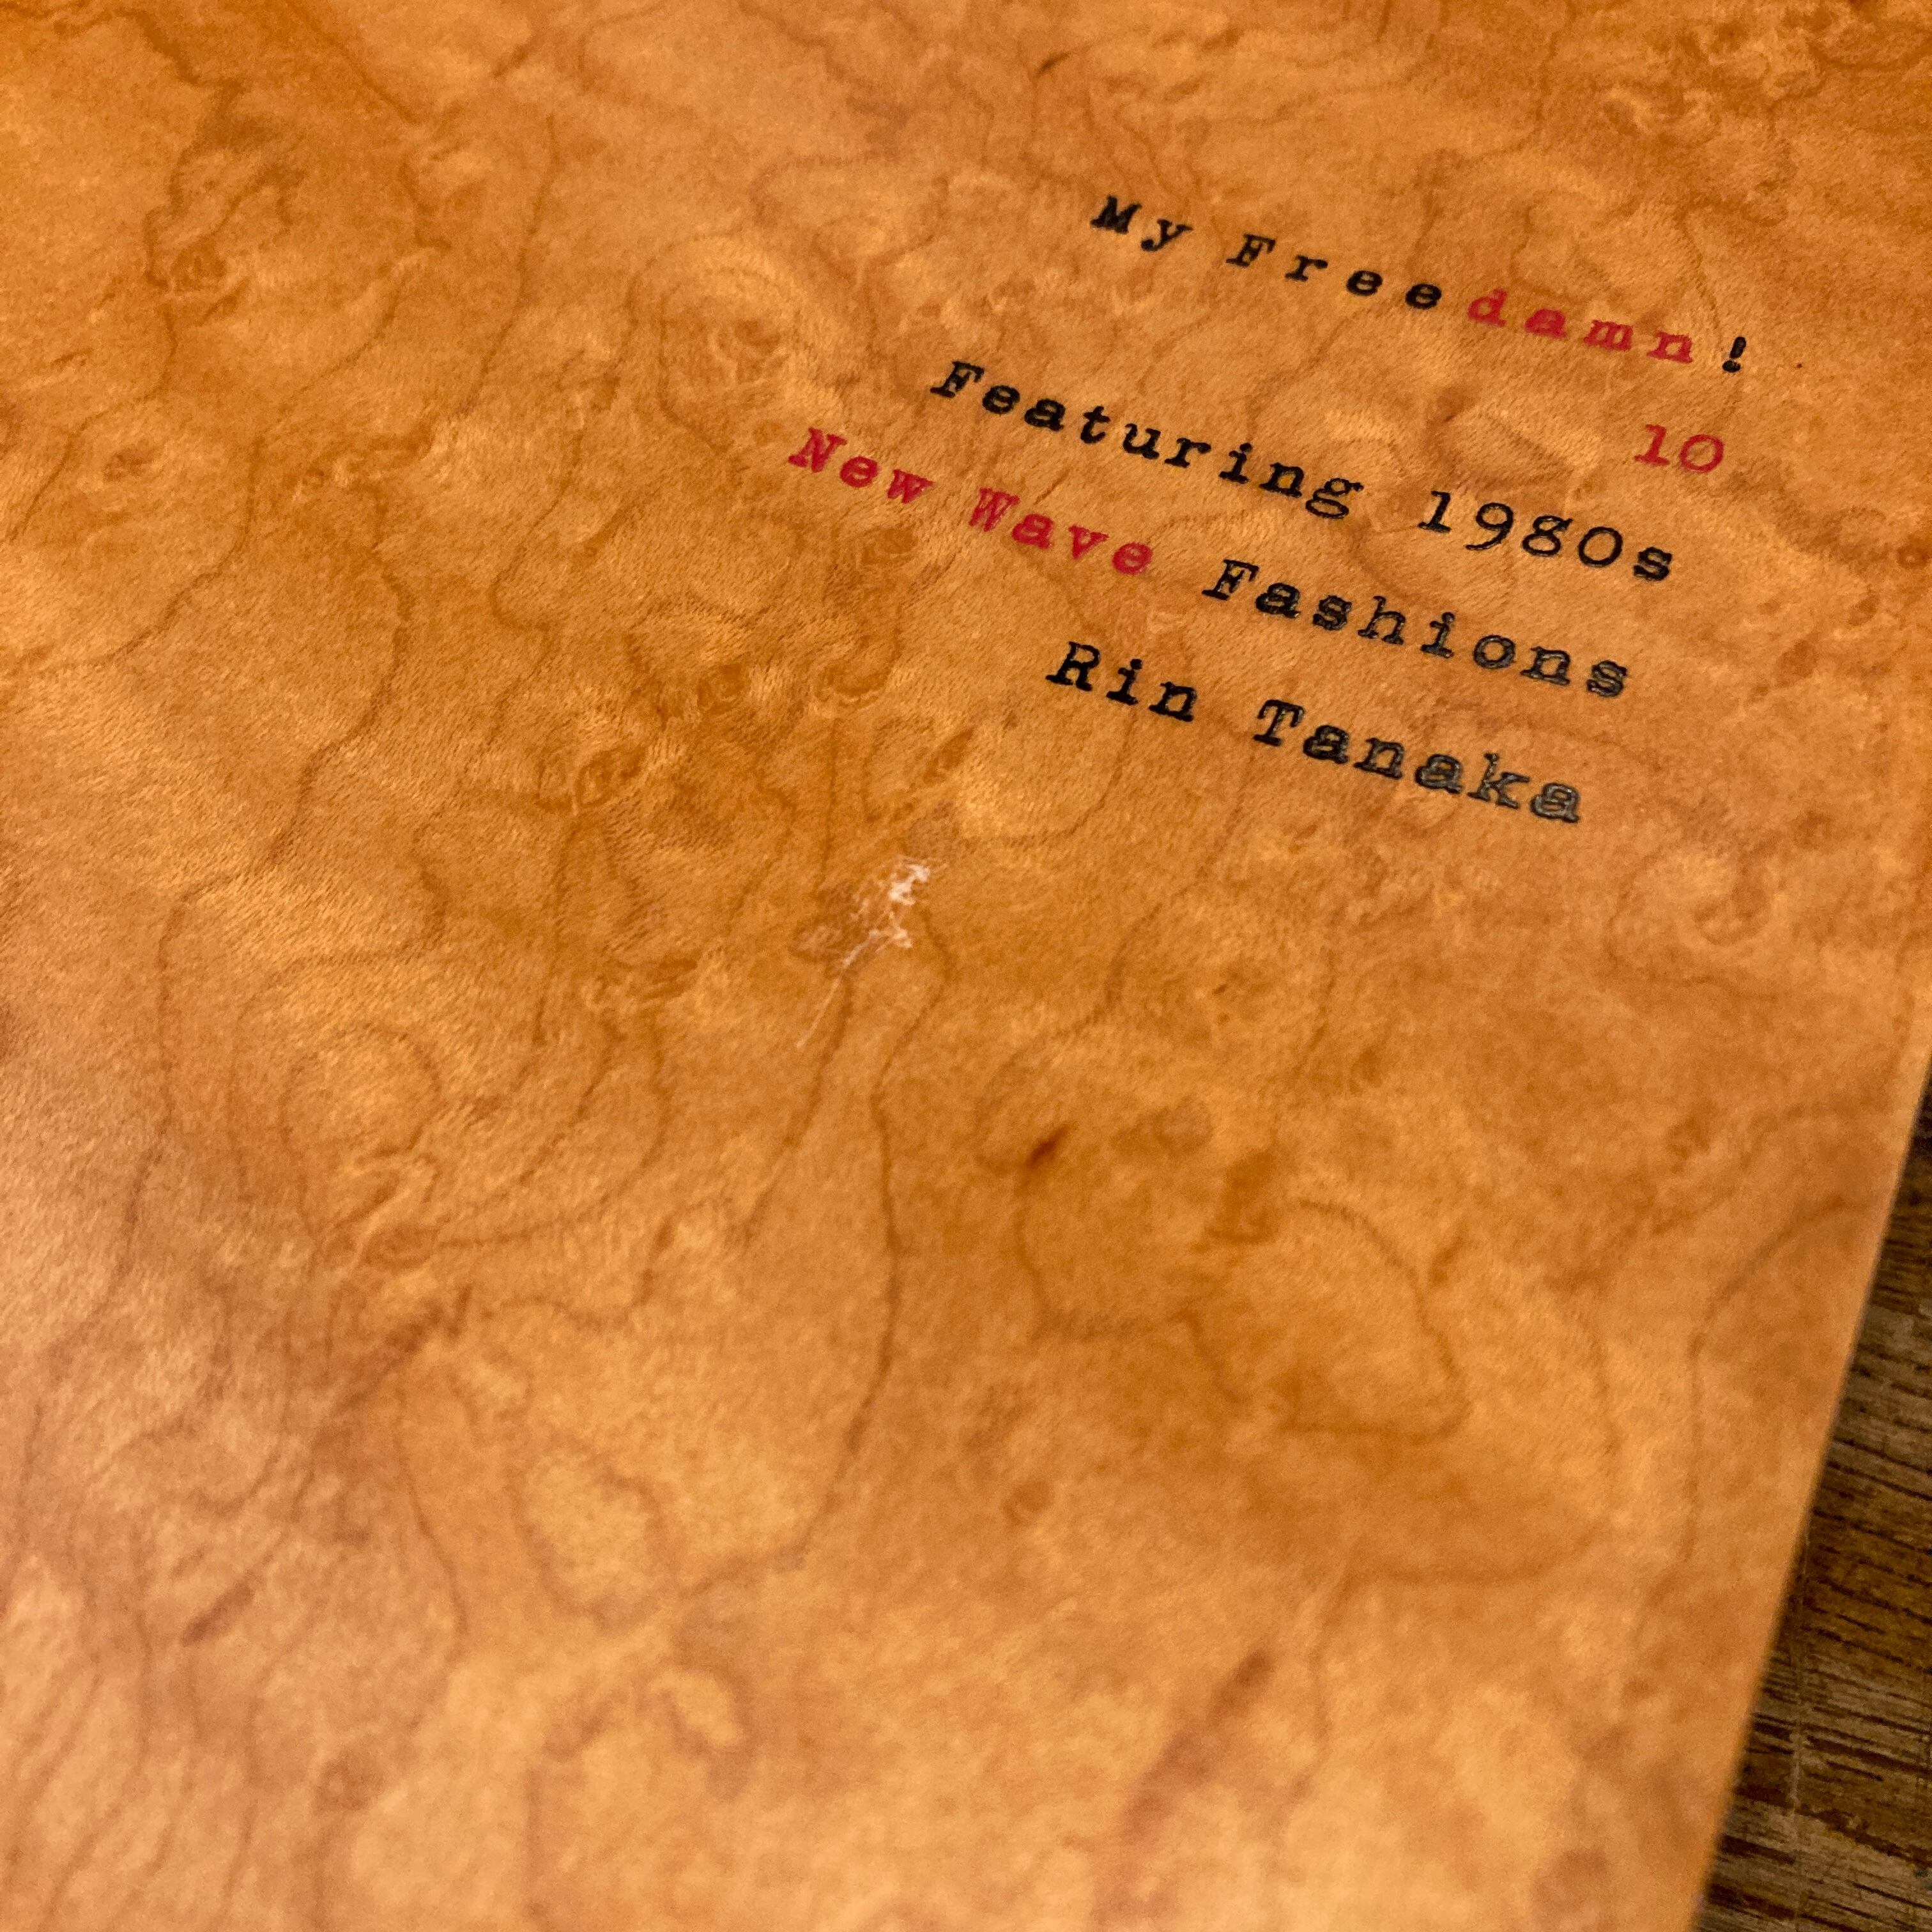 My Freedamn!
10
Featuring 1980s
New Wave Fashions
Rin Tanaka